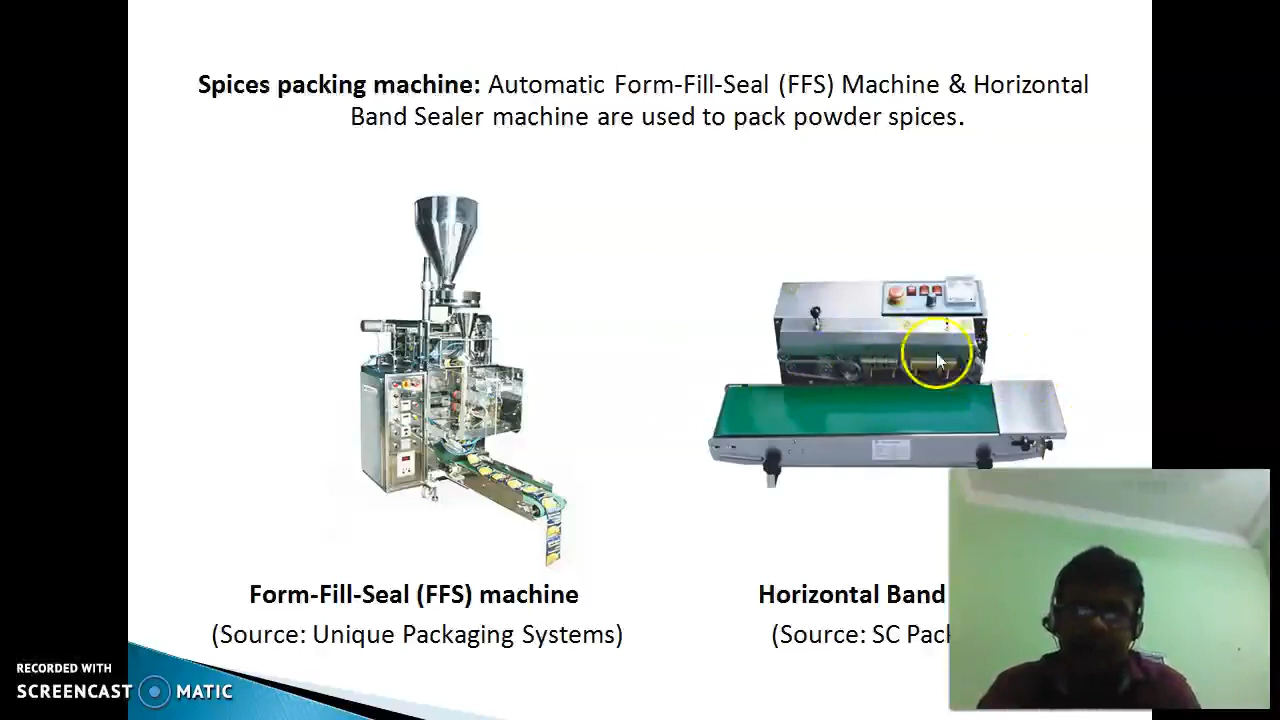 Spices packing machine: Automatic Form-Fill-Seal (FFS) Machine & Horizontal
Band Sealer machine are used to pack powder spices.
Form-Fill-Seal (FFS) machine
(Source: Unique Packaging Systems)
Horizontal Band
(Source: SC Pack
RECORDED WITH
SCREENCAST MATIC